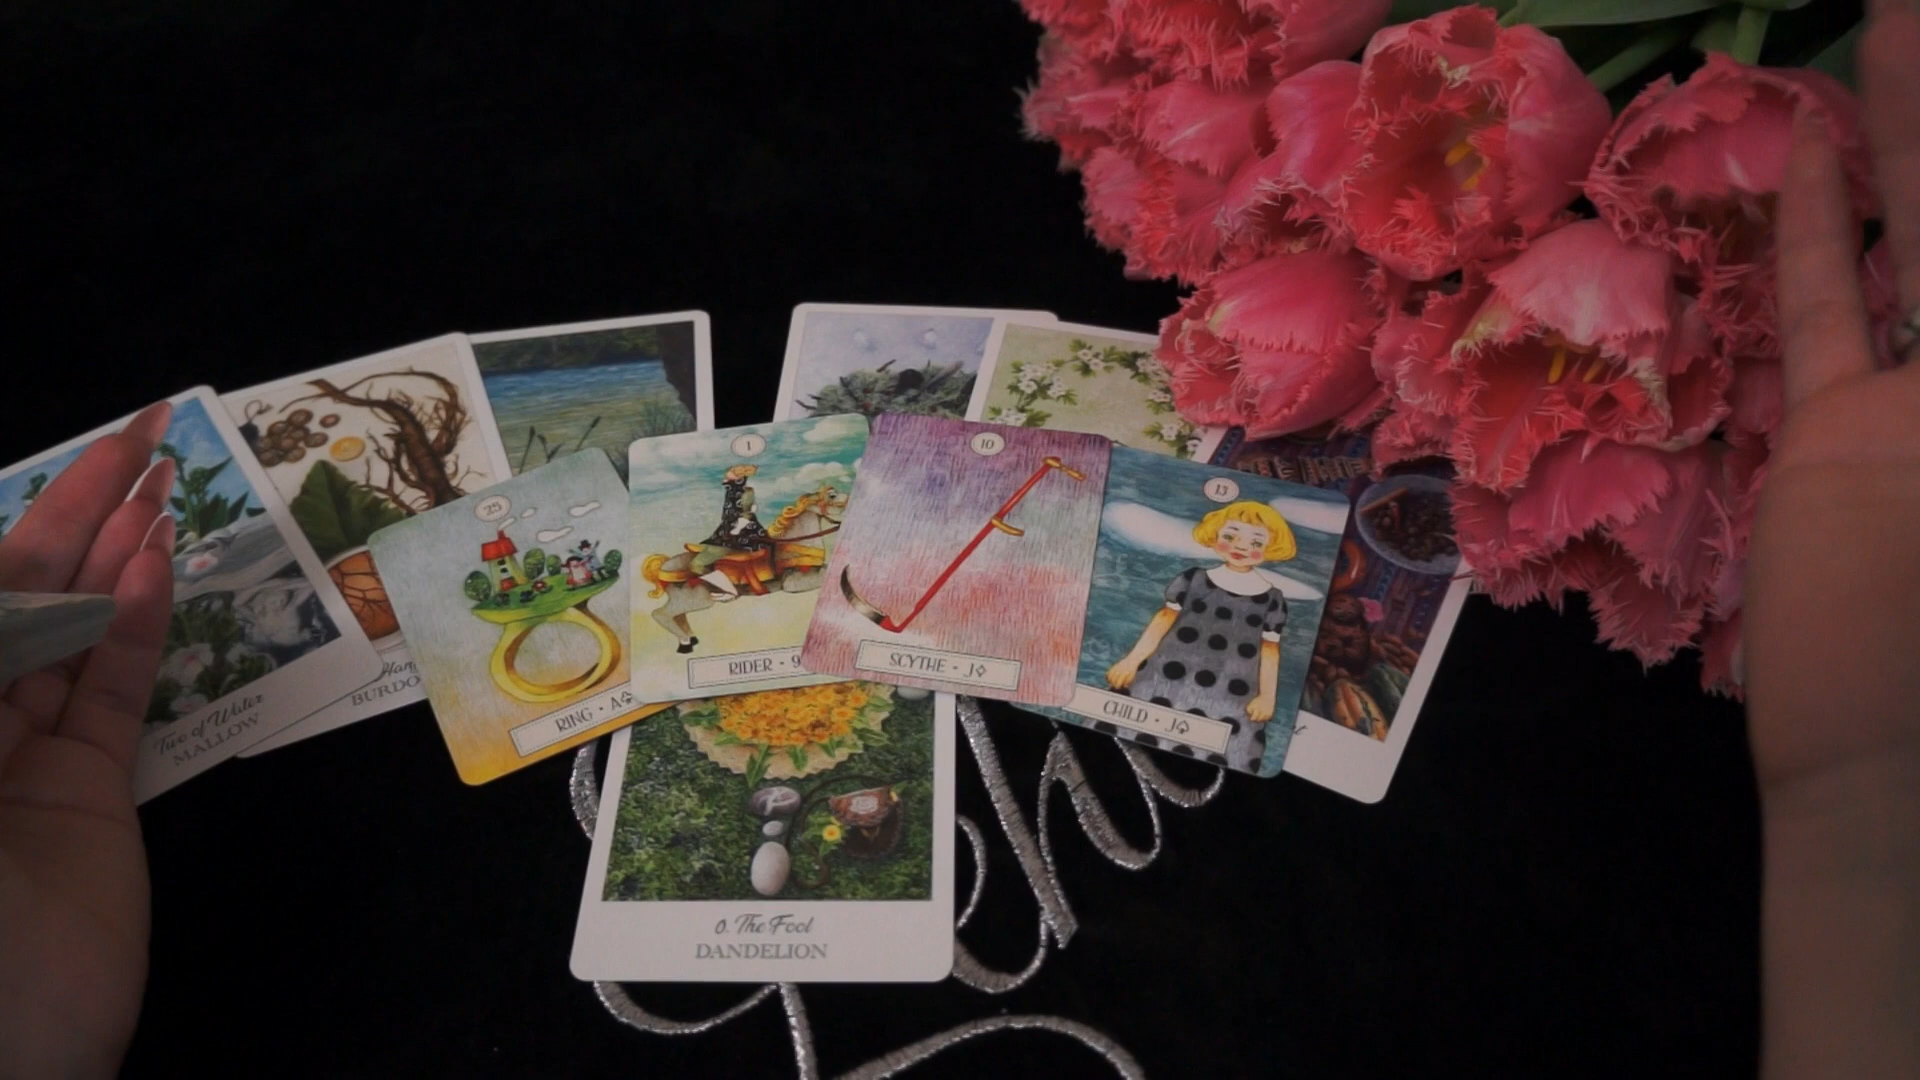 Two of Water
MALLOW
25
RING • A
1
RIDER • 9
10
SCYTHE • J
13
CHILD • J
0. The Fool
DANDELION